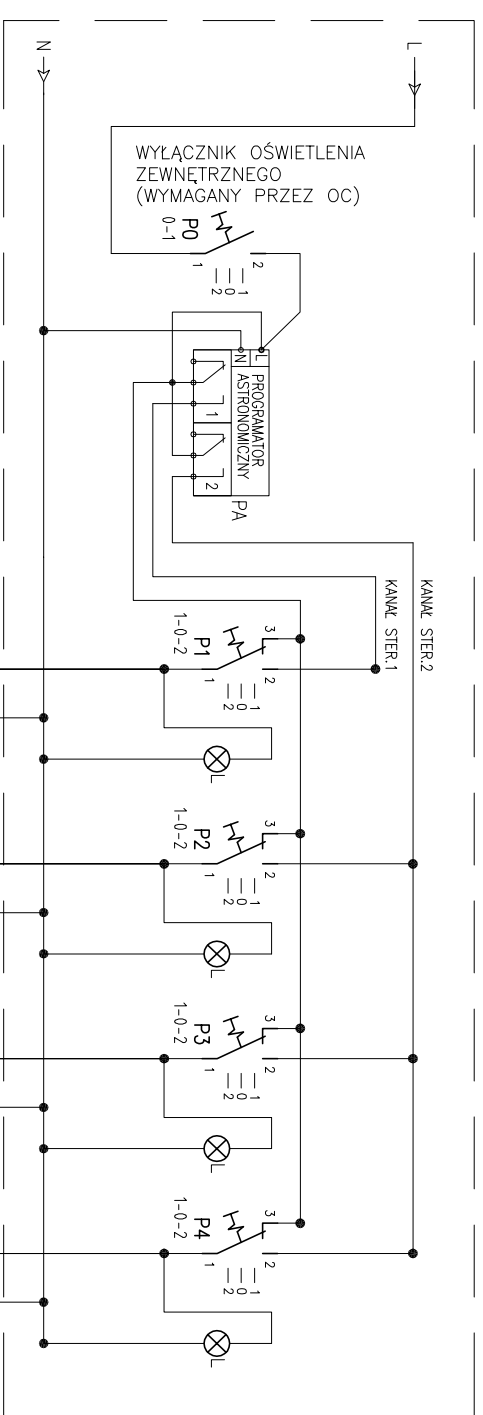 N
L
WYŁĄCZNIK OŚWIETLENIA
ZEWNĘTRZNEGO
(WYMAGANY PRZEZ OC)
P0
0-1
1
2
1
0
2
L
N
PROGRAMATOR
ASTRONOMICZNY
1
2
PA
KANAŁ STER.2
KANAŁ STER.1
P1
1-0-2
3
1
2
1
0
2
L
P2
1-0-2
3
1
2
1
0
2
L
P3
1-0-2
3
1
2
1
0
2
L
P4
1-0-2
3
1
2
1
0
2
L